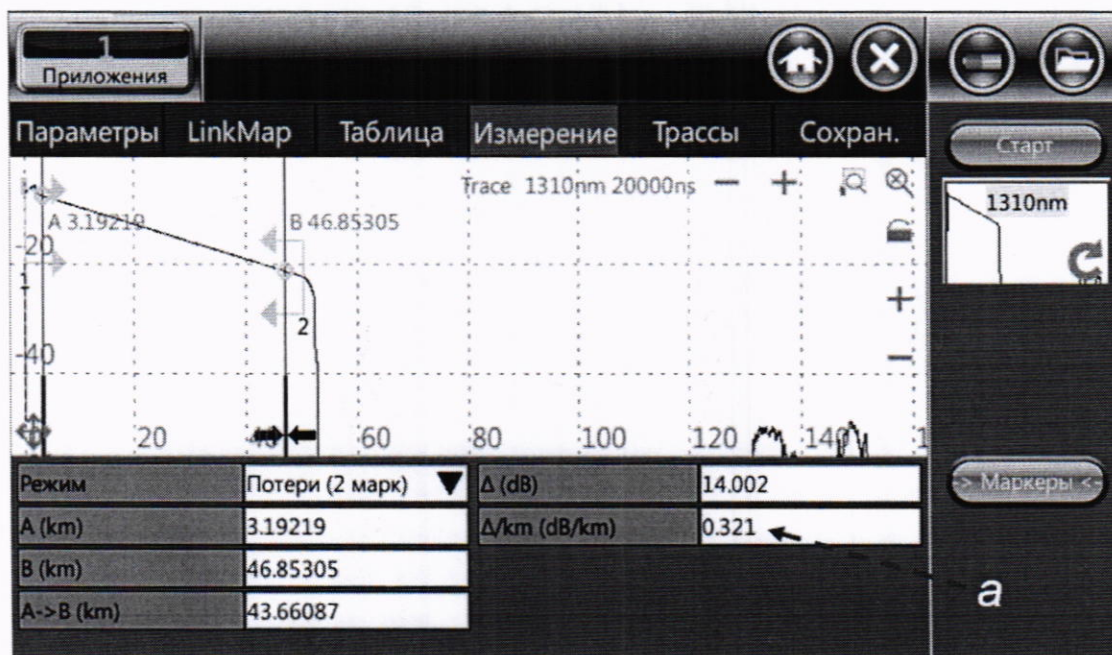 1
Приложения
Параметры LinkMap Таблица Измерение Трассы Сохран.
Старт
Trace 1310nm 20000ns
1310nm
A 3.19219 B 46.85305
-20
1
2
-40
20 40 60 80 100 120 140 1
Режим Потери (2 марк) Δ (dB) 14.002
-> Маркеры <-
A (km) 3.19219 Δ/km (dB/km) 0.321
B (km) 46.85305
a
A->B (km) 43.66087